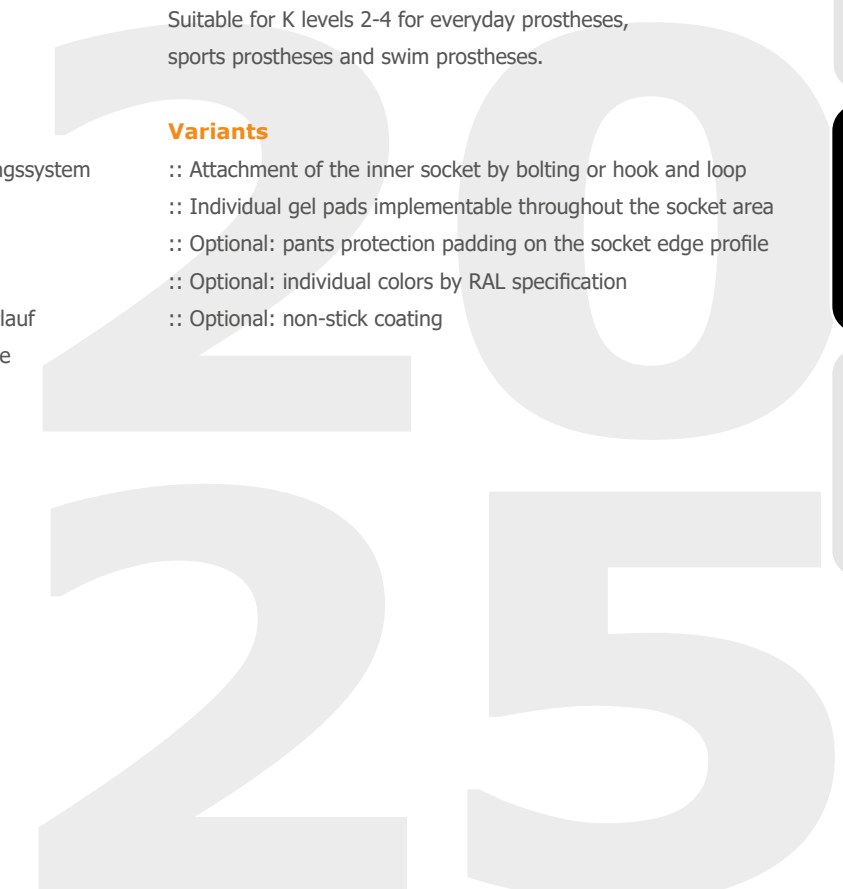 Suitable for K levels 2-4 for everyday prostheses,
sports prostheses and swim prostheses.
Variants
ngssystem
:: Attachment of the inner socket by bolting or hook and loop
:: Individual gel pads implementable throughout the socket area
:: Optional: pants protection padding on the socket edge profile
:: Optional: individual colors by RAL specification
lauf
:: Optional: non-stick coating
e
20
25